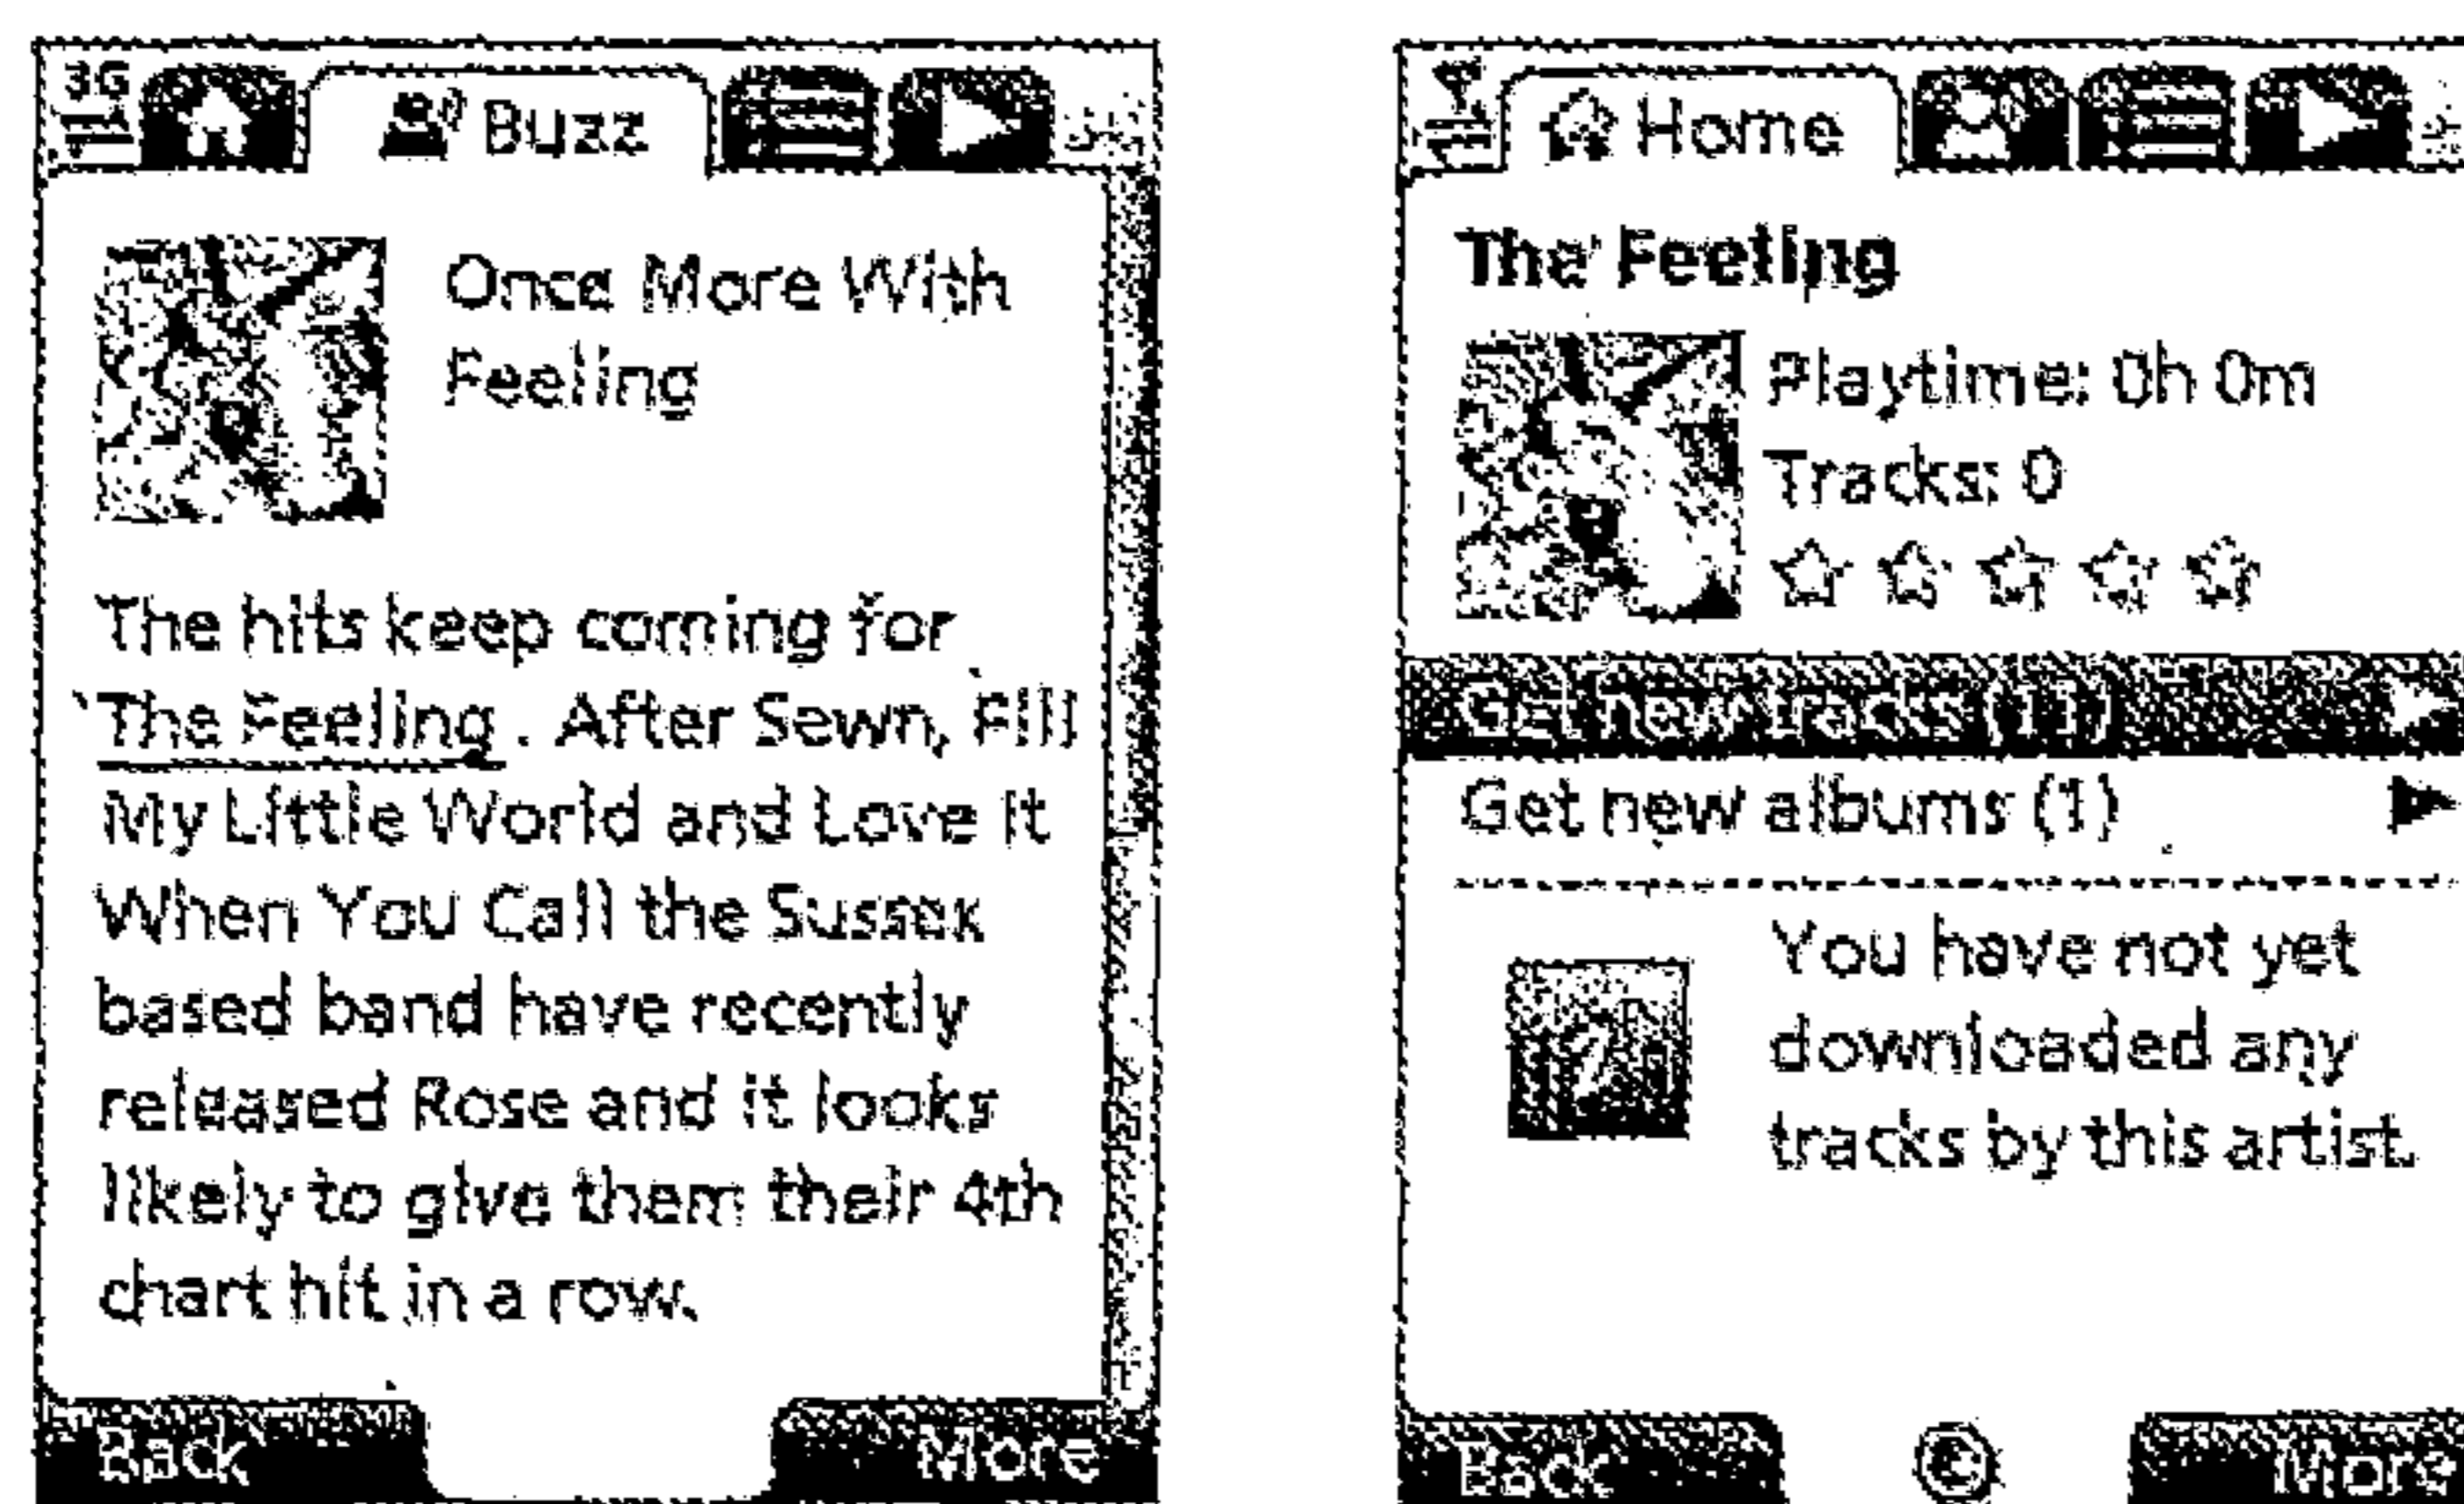 3G
Buzz
Once More With
Feeling
The hits keep coming for
The Feeling . After Sewn, Fill
My Little World and Love It
When You Call the Sussex
based band have recently
released Rose and it looks
likely to give them their 4th
chart hit in a row.
Back
More
Home
The Feeling
Playtime: 0h 0m
Tracks: 0
Get new tracks
Get new albums (1)
You have not yet
downloaded any
tracks by this artist.
Back
©
More